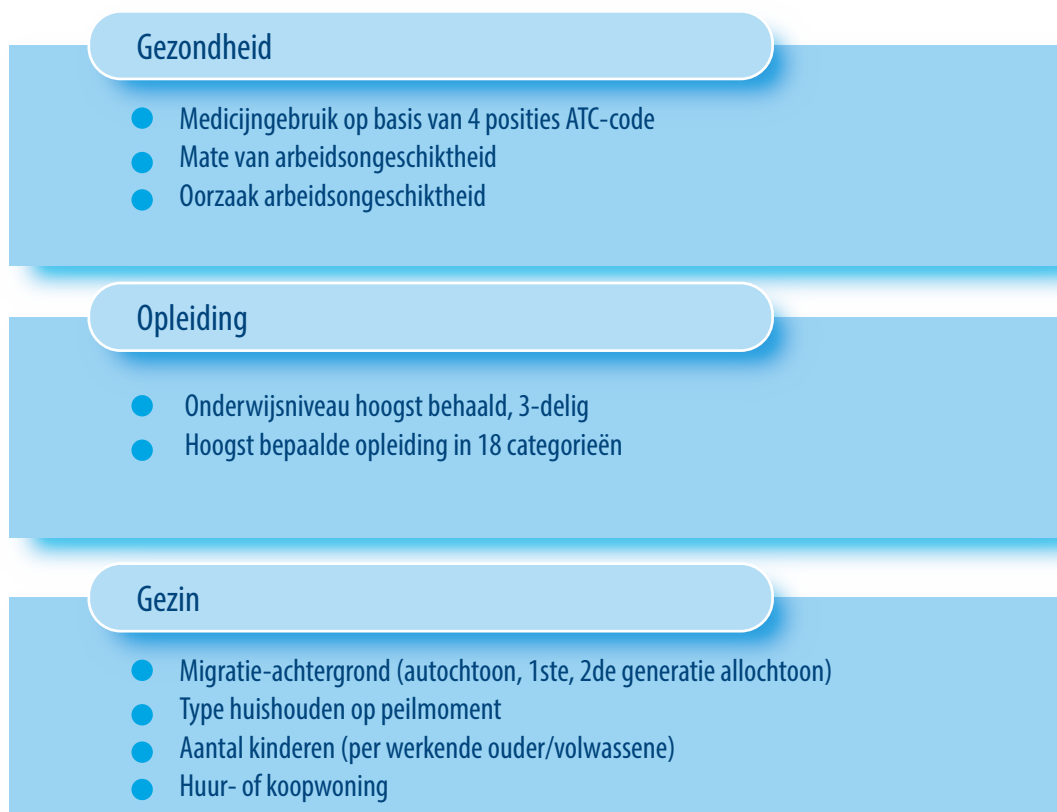 Gezondheid
Medicijngebruik op basis van 4 posities ATC-code
Mate van arbeidsongeschiktheid
Oorzaak arbeidsongeschiktheid
Opleiding
Onderwijsniveau hoogst behaald, 3-delig
Hoogst bepaalde opleiding in 18 categorieën
Gezin
Migratie-achtergrond (autochtoon, 1ste, 2de generatie allochtoon)
Type huishouden op peilmoment
Aantal kinderen (per werkende ouder/volwassene)
Huur- of koopwoning